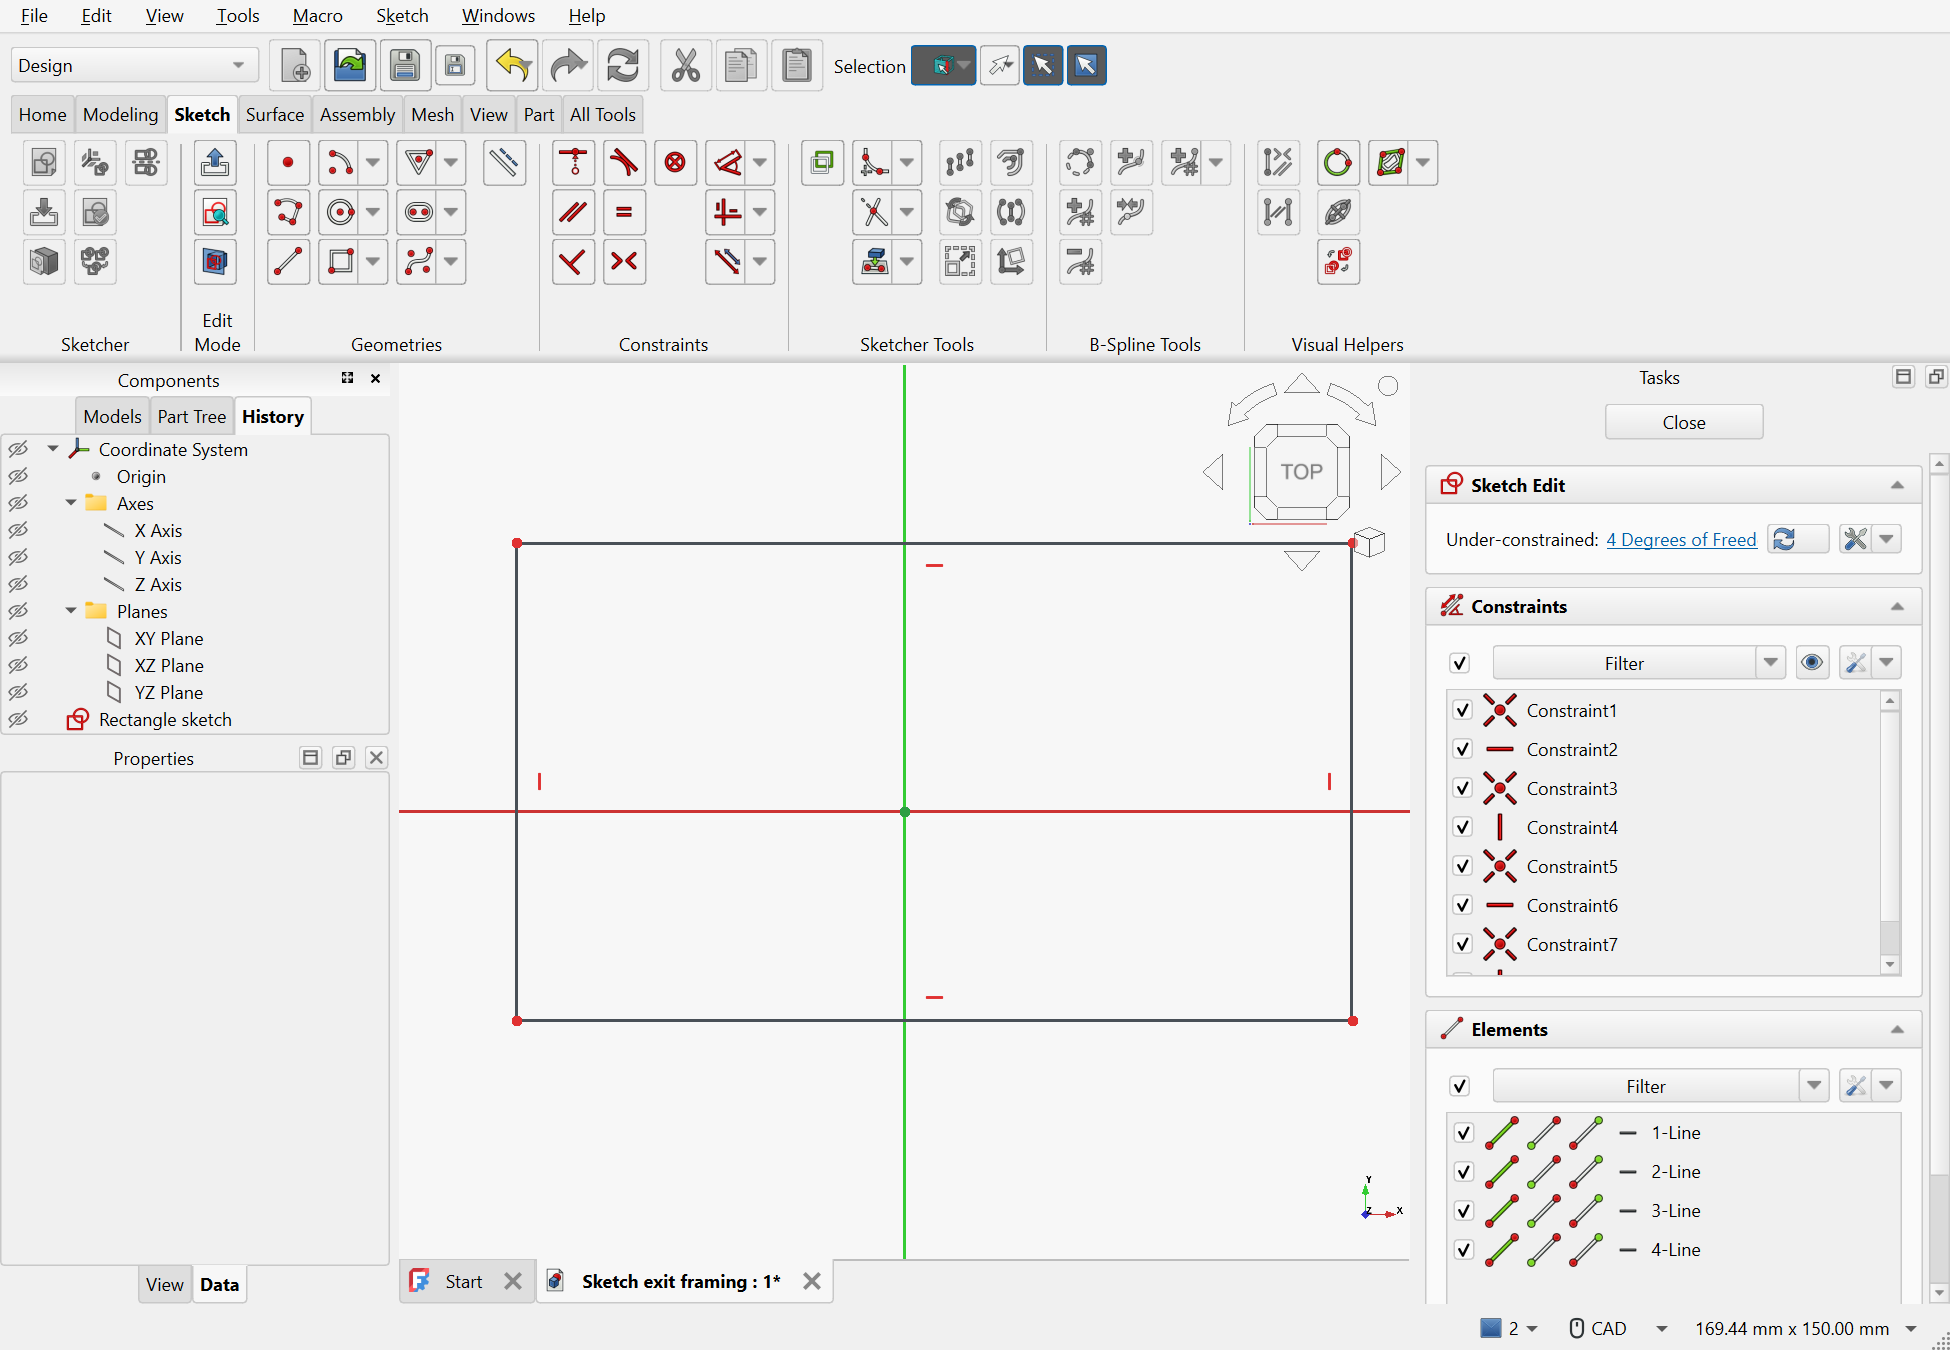 File Edit View Tools Macro Sketch Windows Help
Design Selection
Home Modeling Sketch Surface Assembly Mesh View Part All Tools
Edit
Sketcher Mode Geometries Constraints Sketcher Tools B-Spline Tools Visual Helpers
Components
Models Part Tree History
Coordinate System
Origin
Axes
X Axis
Y Axis
Z Axis
Planes
XY Plane
XZ Plane
YZ Plane
Rectangle sketch
Properties
View Data
TOP
Y
Z X
Start Sketch exit framing : 1*
Tasks
Close
Sketch Edit
Under-constrained: 4 Degrees of Freed
Constraints
Filter
Constraint1
Constraint2
Constraint3
Constraint4
Constraint5
Constraint6
Constraint7
Elements
Filter
1-Line
2-Line
3-Line
4-Line
2 CAD 169.44 mm x 150.00 mm